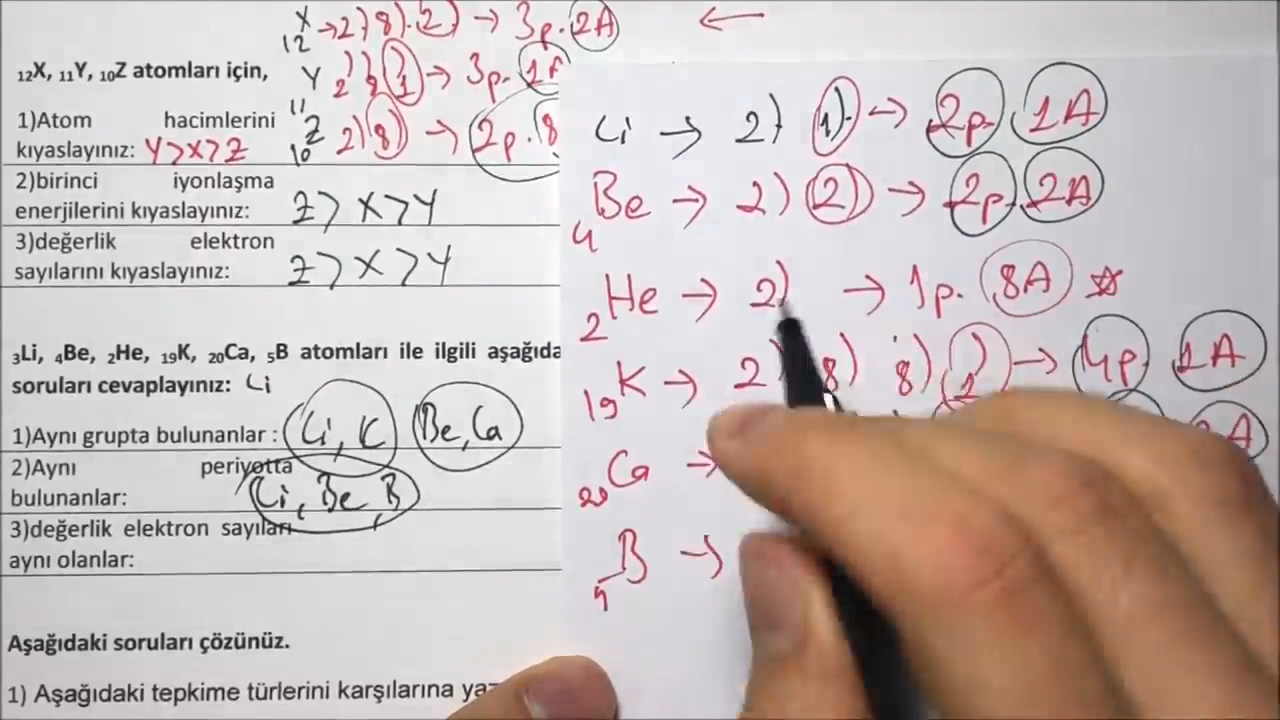 X → 2) 8) 2) → 3p. 2A ←
12
₁₂X, ₁₁Y, ₁₀Z atomları için,
Y 2) 8) 1) → 3p. 1A
11
1)Atom hacimlerini
kıyaslayınız: Y>X>Z
Z 2) 8) → 2p. 8
10
2)birinci iyonlaşma
enerjilerini kıyaslayınız: Z>X>Y
3)değerlik elektron
sayılarını kıyaslayınız: Z>X>Y
₃Li, ₄Be, ₂He, ₁₉K, ₂₀Ca, ₅B atomları ile ilgili aşağıda
soruları cevaplayınız: Li
1)Aynı grupta bulunanlar : Li, K Be, Ca
2)Aynı periyotta
bulunanlar: Li, Be, B
3)değerlik elektron sayıları
aynı olanlar:
Aşağıdaki soruları çözünüz.
1) Aşağıdaki tepkime türlerini karşılarına yaz
Li → 2) 1) → 2p. 1A
₄Be → 2) 2) → 2p. 2A
₂He → 2) → 1p. 8A ☆
₁₉K → 2) 8) 8) 1) → 4p. 1A
₂₀Ca → 2A
B →